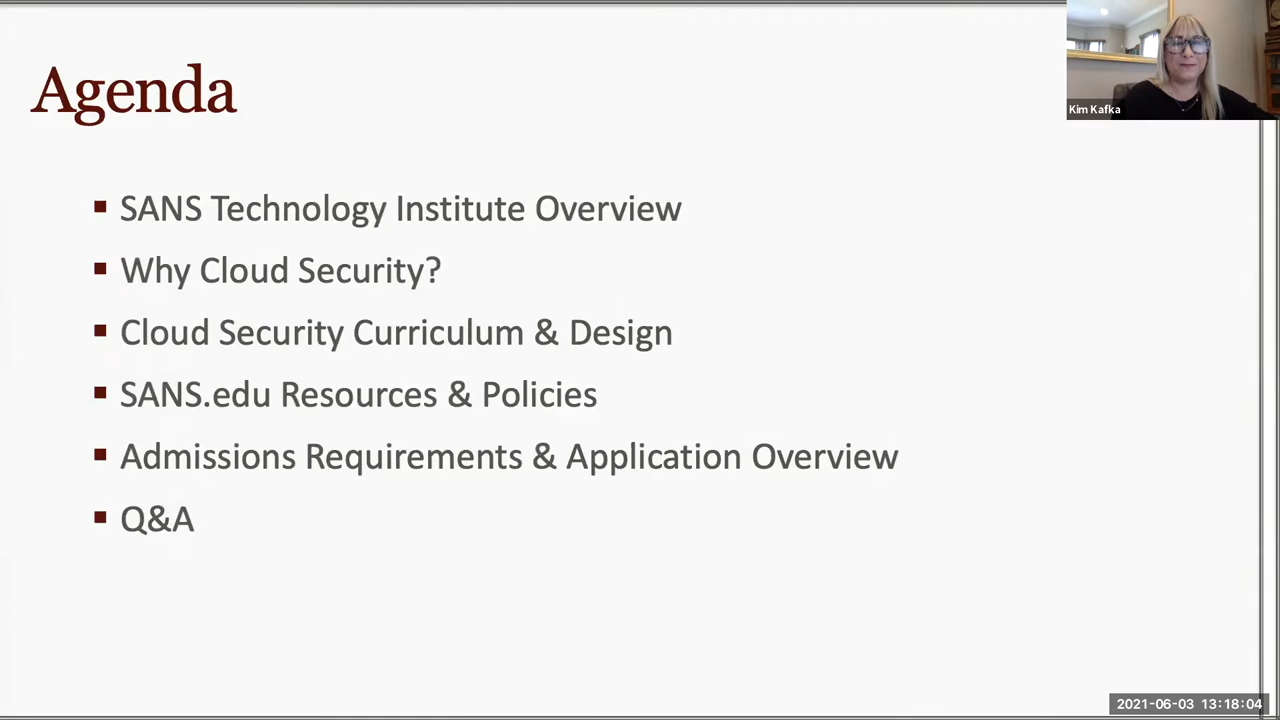 Agenda
Kim Kafka
SANS Technology Institute Overview
Why Cloud Security?
Cloud Security Curriculum & Design
SANS.edu Resources & Policies
Admissions Requirements & Application Overview
Q&A
2021-06-03 13:18:04